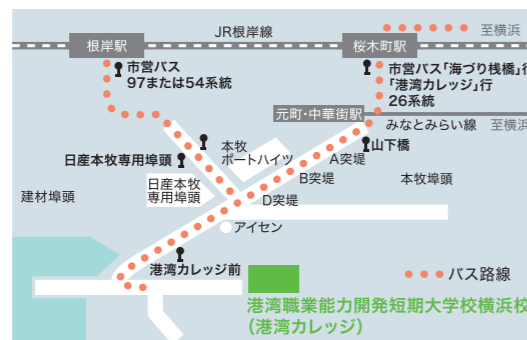 JR根岸線
至横浜
根岸駅
桜木町駅
市営バス
97または54系統
市営バス「海づり桟橋」行
「港湾カレッジ」行
26系統
元町・中華街駅
みなとみらい線
至横浜
山下橋
本牧
ポートハイツ
A突堤
日産本牧専用埠頭
B突堤
本牧埠頭
日産本牧
専用埠頭
建材埠頭
D突堤
アイセン
港湾カレッジ前
バス路線
港湾職業能力開発短期大学校横浜校
（港湾カレッジ）